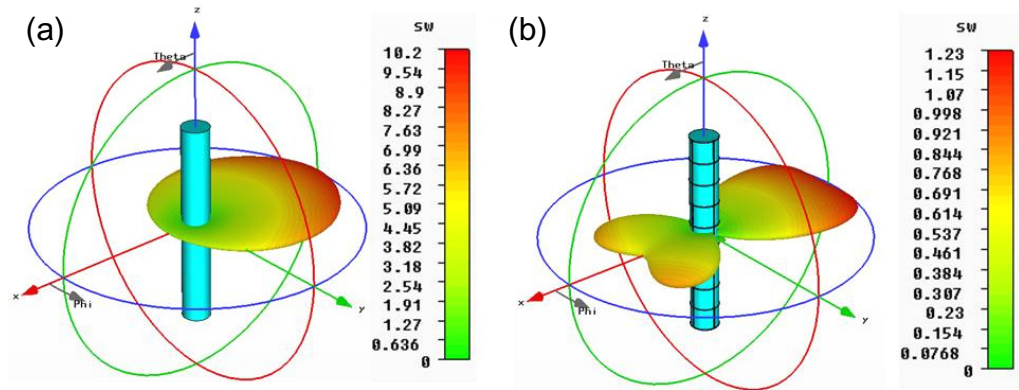 (a)
z
Theta
x
Phi
y
SW
10.2
9.54
8.9
8.27
7.63
6.99
6.36
5.72
5.09
4.45
3.82
3.18
2.54
1.91
1.27
0.636
0
(b)
z
Theta
x
Phi
y
SW
1.23
1.15
1.07
0.998
0.921
0.844
0.768
0.691
0.614
0.537
0.461
0.384
0.307
0.23
0.154
0.0768
0